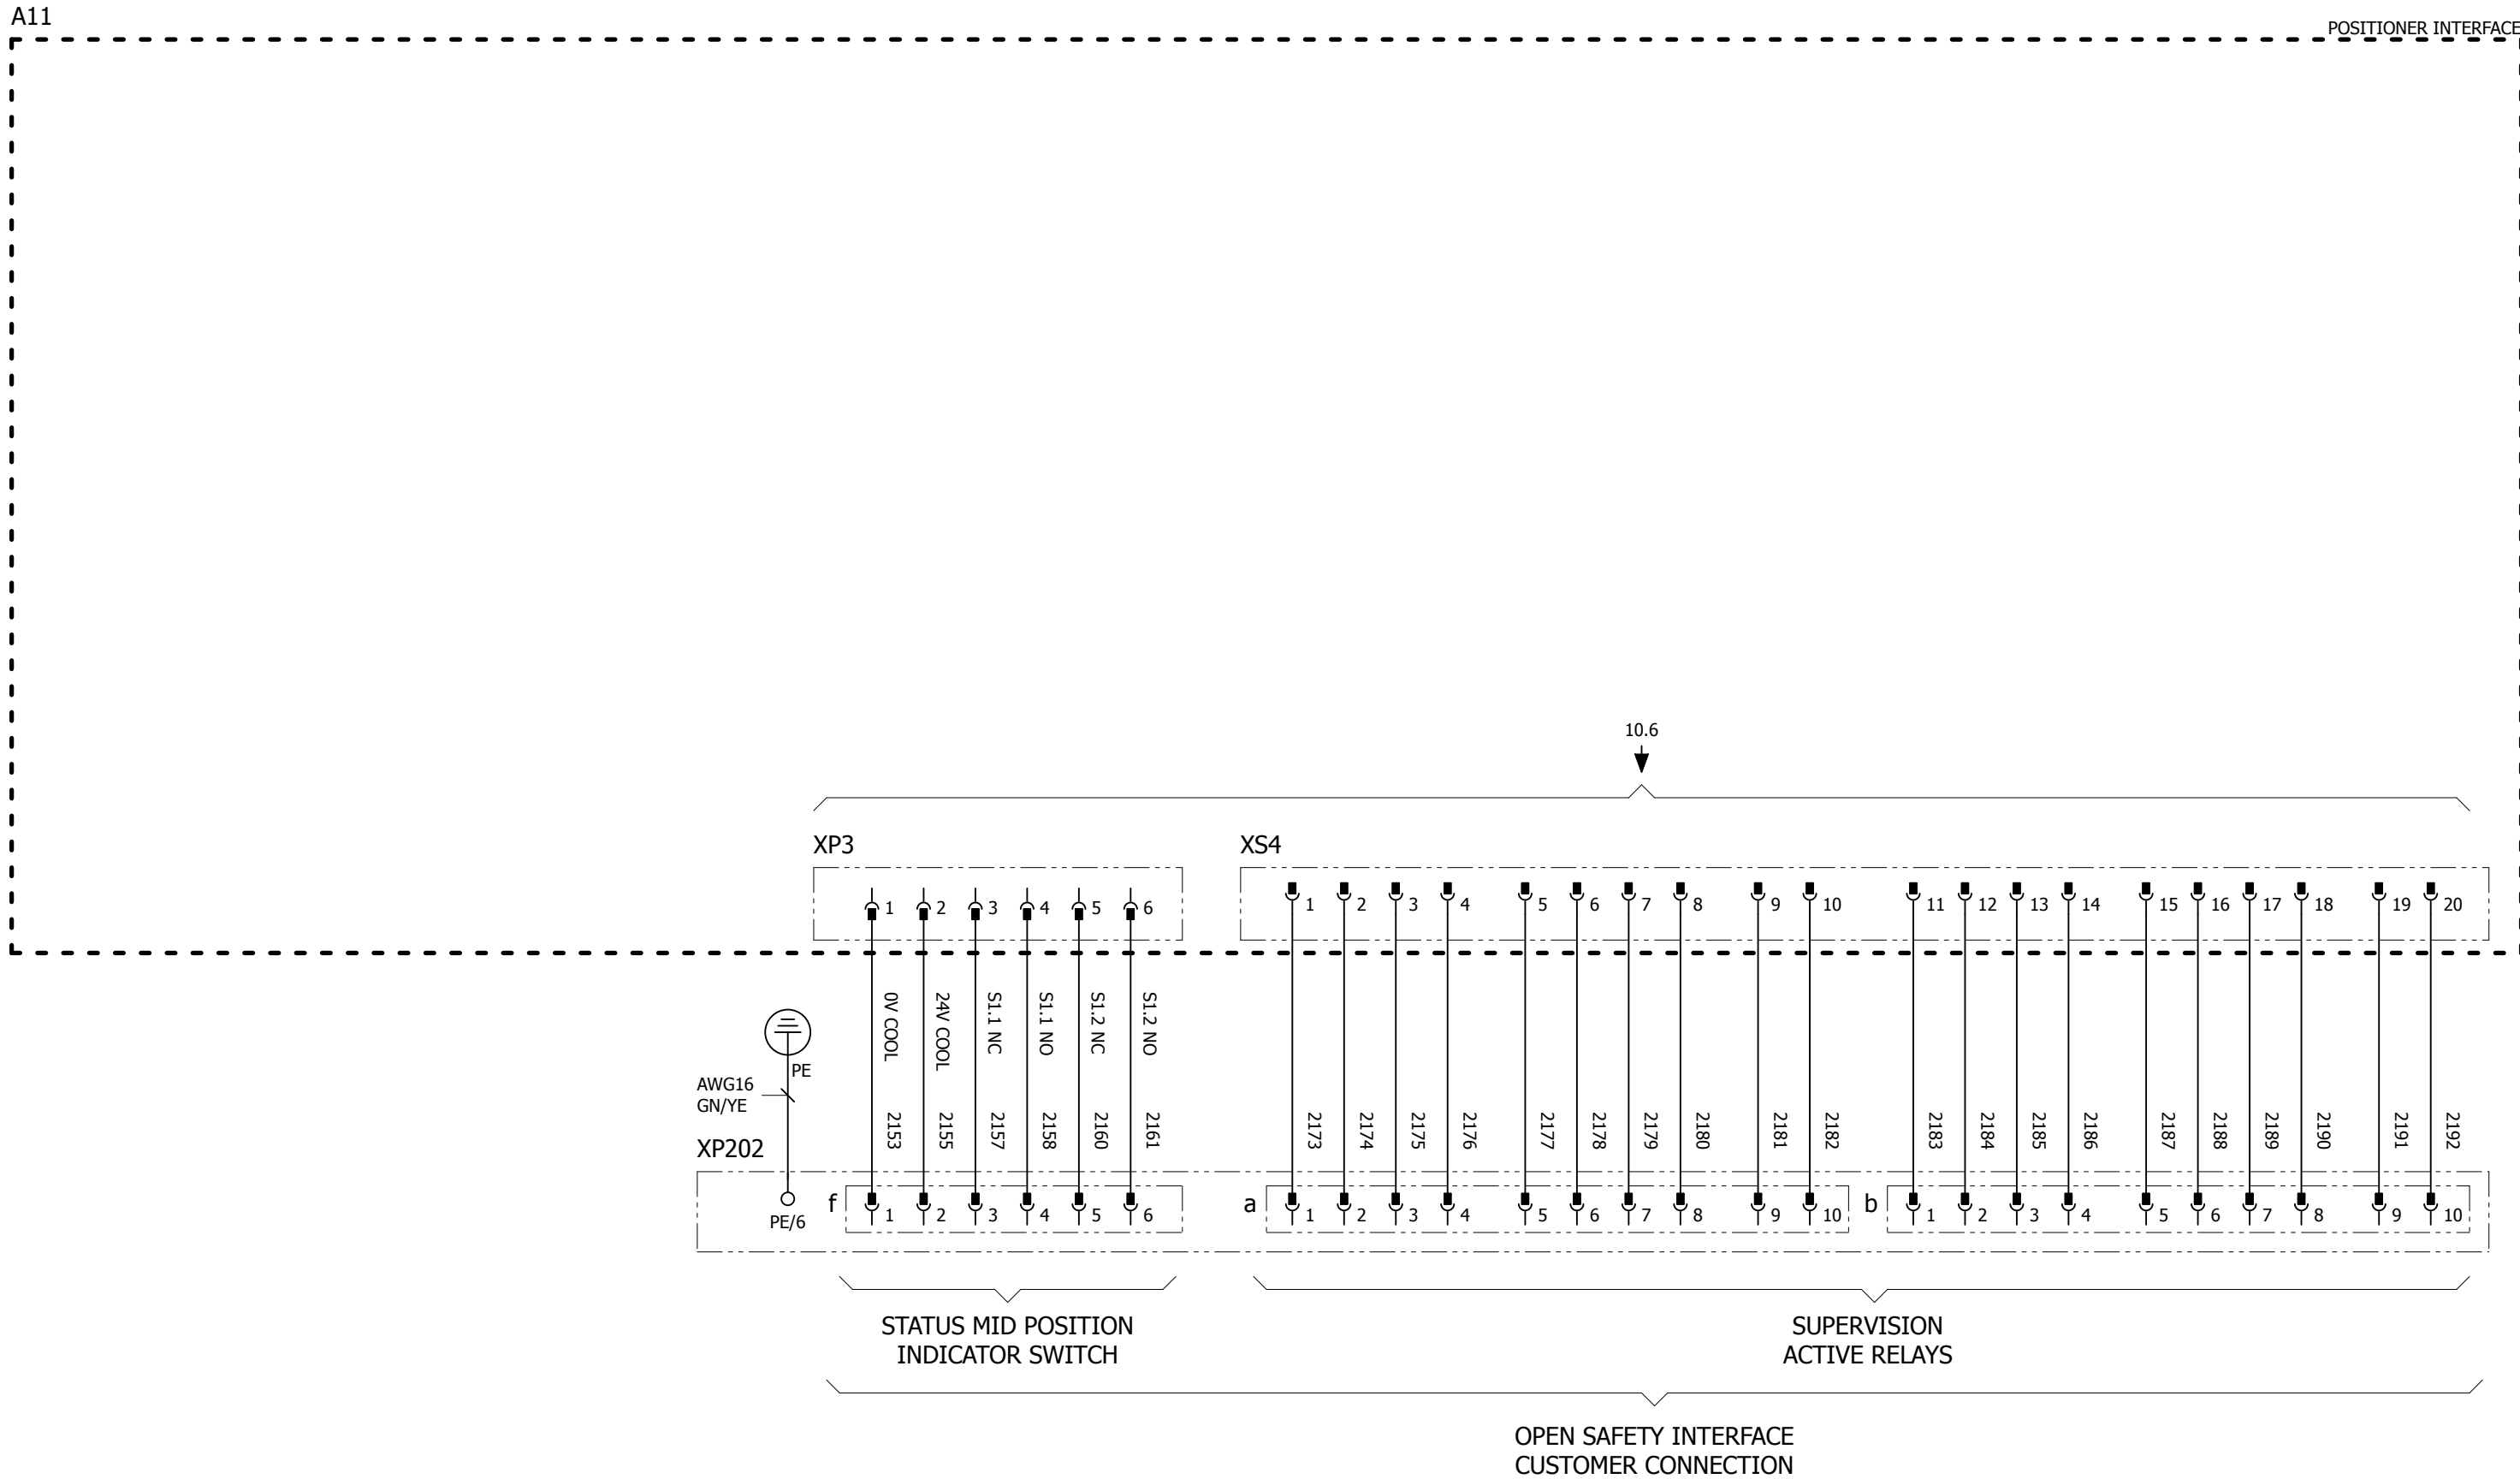 A11
POSITIONER INTERFACE
10.6
XP3
XS4
1 2 3 4 5 6
1 2 3 4 5 6 7 8 9 10 11 12 13 14 15 16 17 18 19 20
0V COOL
24V COOL
S1.1 NC
S1.1 NO
S1.2 NC
S1.2 NO
PE
AWG16
GN/YE
2153
2155
2157
2158
2160
2161
2173
2174
2175
2176
2177
2178
2179
2180
2181
2182
2183
2184
2185
2186
2187
2188
2189
2190
2191
2192
XP202
PE/6
f
1 2 3 4 5 6
a
1 2 3 4 5 6 7 8 9 10
b
1 2 3 4 5 6 7 8 9 10
STATUS MID POSITION
INDICATOR SWITCH
SUPERVISION
ACTIVE RELAYS
OPEN SAFETY INTERFACE
CUSTOMER CONNECTION